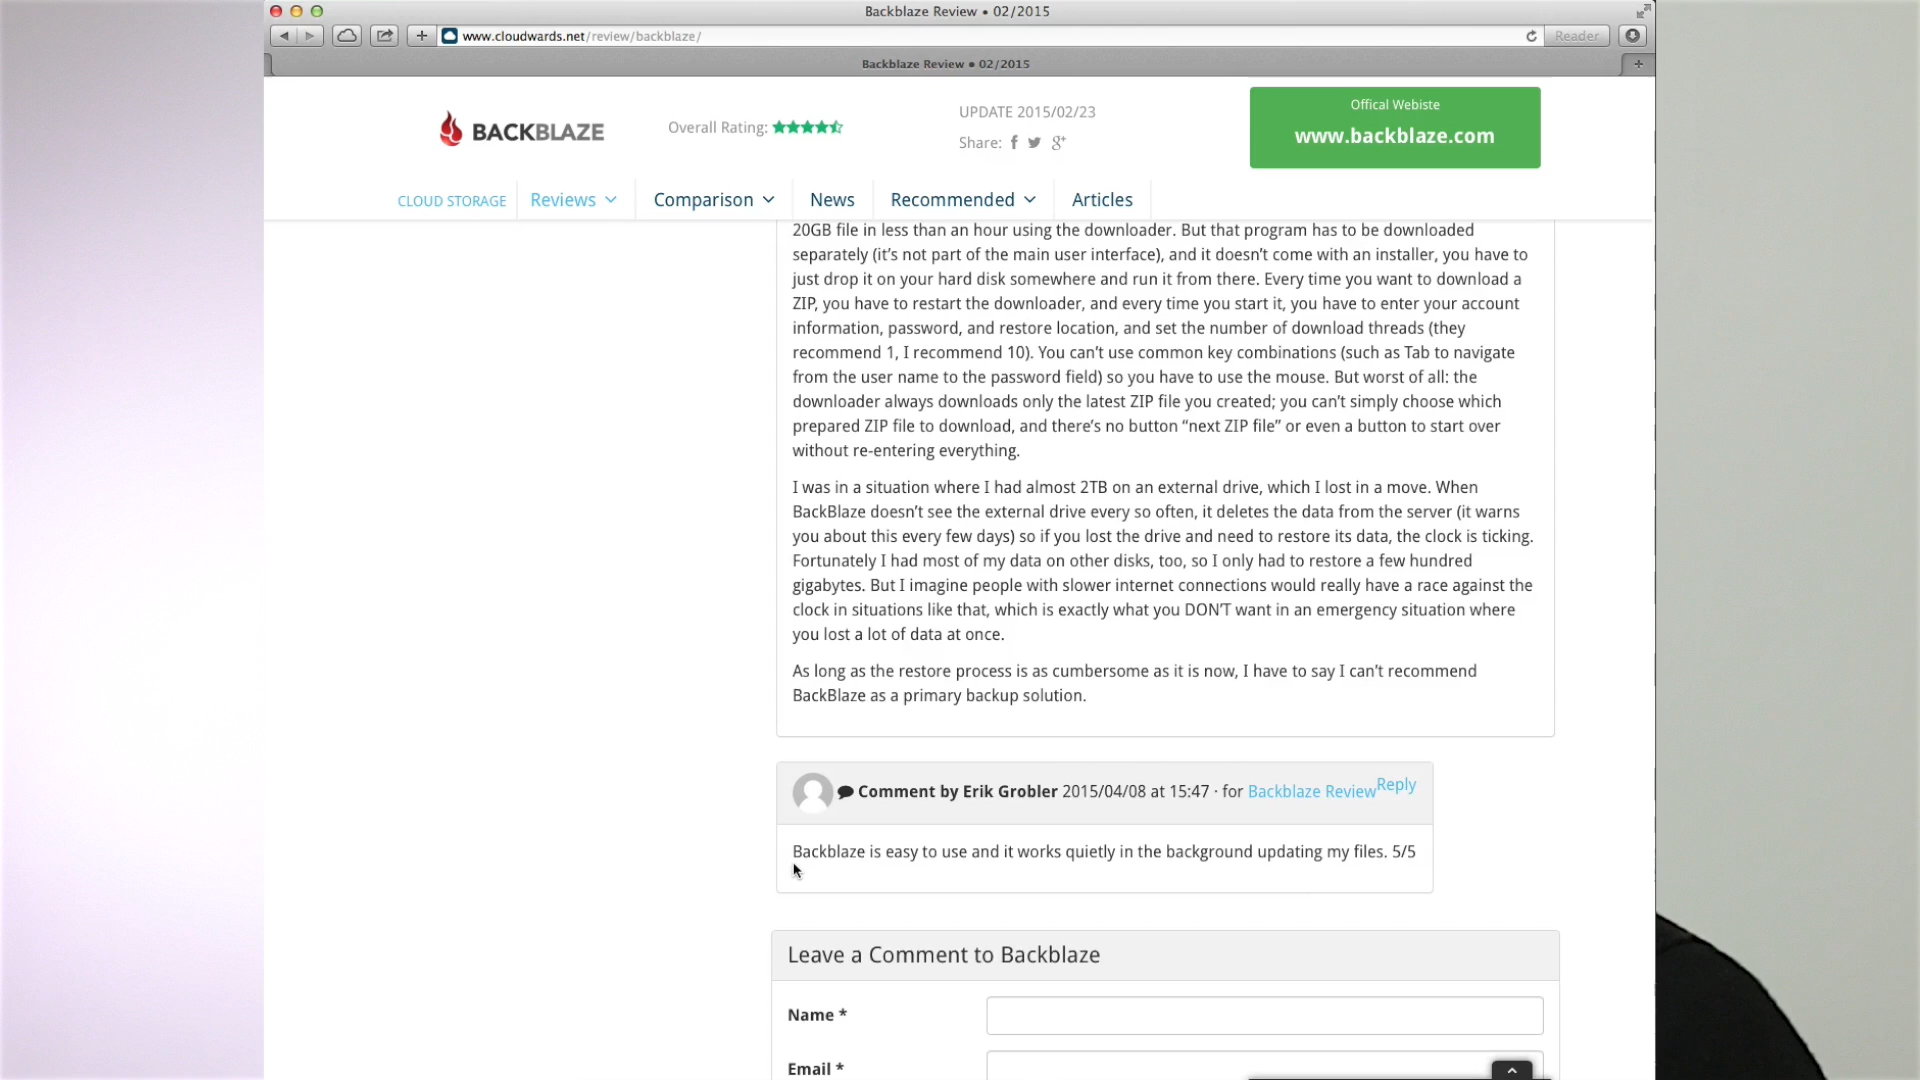 Backblaze Review • 02/2015
www.cloudwards.net/review/backblaze/
Reader
Backblaze Review • 02/2015
BACKBLAZE
Overall Rating:
UPDATE 2015/02/23
Share:
Offical Webiste
www.backblaze.com
CLOUD STORAGE
Reviews
Comparison
News
Recommended
Articles
20GB file in less than an hour using the downloader. But that program has to be downloaded
separately (it’s not part of the main user interface), and it doesn’t come with an installer, you have to
just drop it on your hard disk somewhere and run it from there. Every time you want to download a
ZIP, you have to restart the downloader, and every time you start it, you have to enter your account
information, password, and restore location, and set the number of download threads (they
recommend 1, I recommend 10). You can’t use common key combinations (such as Tab to navigate
from the user name to the password field) so you have to use the mouse. But worst of all: the
downloader always downloads only the latest ZIP file you created; you can’t simply choose which
prepared ZIP file to download, and there’s no button “next ZIP file” or even a button to start over
without re-entering everything.
I was in a situation where I had almost 2TB on an external drive, which I lost in a move. When
BackBlaze doesn’t see the external drive every so often, it deletes the data from the server (it warns
you about this every few days) so if you lost the drive and need to restore its data, the clock is ticking.
Fortunately I had most of my data on other disks, too, so I only had to restore a few hundred
gigabytes. But I imagine people with slower internet connections would really have a race against the
clock in situations like that, which is exactly what you DON’T want in an emergency situation where
you lost a lot of data at once.
As long as the restore process is as cumbersome as it is now, I have to say I can’t recommend
BackBlaze as a primary backup solution.
Comment by Erik Grobler 2015/04/08 at 15:47 · for Backblaze Review Reply
Backblaze is easy to use and it works quietly in the background updating my files. 5/5
Leave a Comment to Backblaze
Name *
Email *